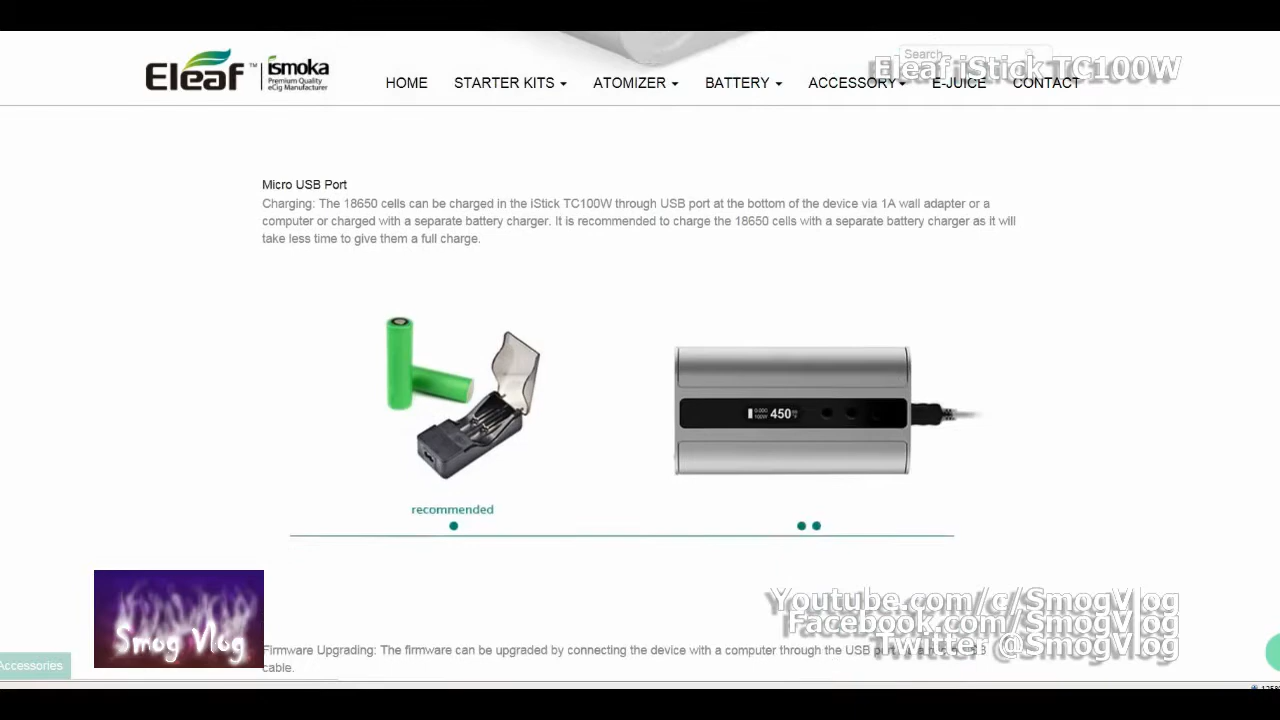 Eleaf™ ismoka
Premium Quality
eCig Manufacturer
Search
Eleaf iStick TC100W
HOME STARTER KITS ATOMIZER BATTERY ACCESSORY E-JUICE CONTACT
Micro USB Port
Charging: The 18650 cells can be charged in the iStick TC100W through USB port at the bottom of the device via 1A wall adapter or a
computer or charged with a separate battery charger. It is recommended to charge the 18650 cells with a separate battery charger as it will
take less time to give them a full charge.
0.00Ω
100W
450°F
recommended
Smog Vlog
Youtube.com/c/SmogVlog
Facebook.com/SmogVlog
Twitter: @SmogVlog
Accessories
Firmware Upgrading: The firmware can be upgraded by connecting the device with a computer through the USB
cable.